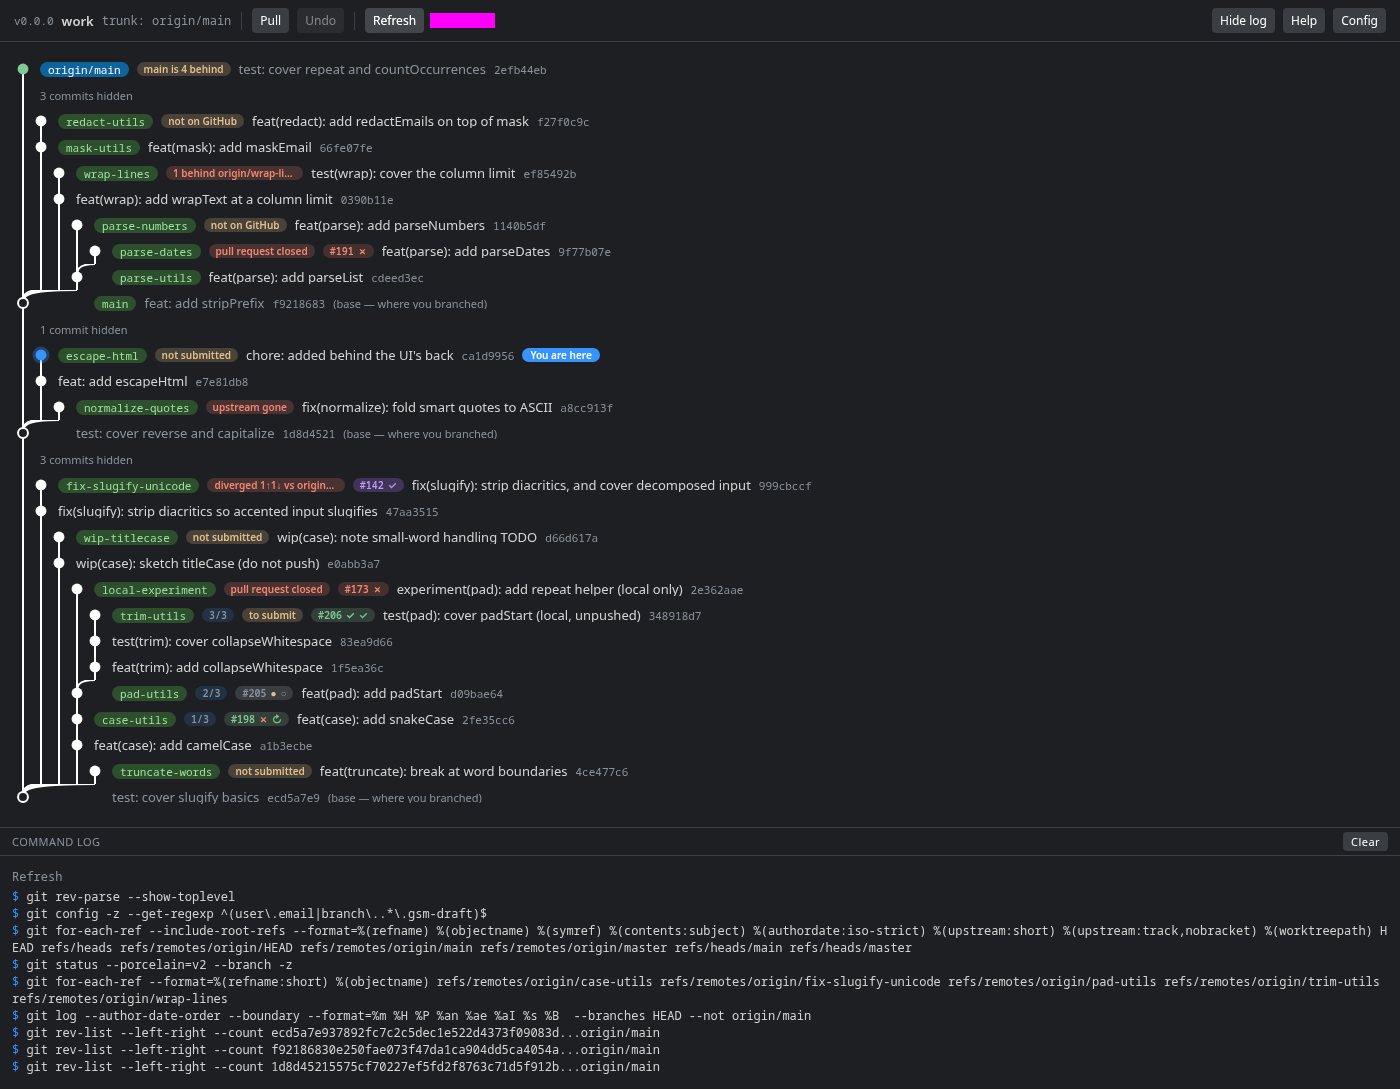 v0.0.0 work trunk: origin/main Pull Undo Refresh Hide log Help Config
origin/main main is 4 behind test: cover repeat and countOccurrences 2efb44eb
3 commits hidden
redact-utils not on GitHub feat(redact): add redactEmails on top of mask f27f0c9c
mask-utils feat(mask): add maskEmail 66fe07fe
wrap-lines 1 behind origin/wrap-li… test(wrap): cover the column limit ef85492b
feat(wrap): add wrapText at a column limit 0390b11e
parse-numbers not on GitHub feat(parse): add parseNumbers 1140b5df
parse-dates pull request closed #191 × feat(parse): add parseDates 9f77b07e
parse-utils feat(parse): add parseList cdeed3ec
main feat: add stripPrefix f9218683 (base — where you branched)
1 commit hidden
escape-html not submitted chore: added behind the UI's back ca1d9956 You are here
feat: add escapeHtml e7e81db8
normalize-quotes upstream gone fix(normalize): fold smart quotes to ASCII a8cc913f
test: cover reverse and capitalize 1d8d4521 (base — where you branched)
3 commits hidden
fix-slugify-unicode diverged 1↑1↓ vs origin… #142 ✓ fix(slugify): strip diacritics, and cover decomposed input 999cbccf
fix(slugify): strip diacritics so accented input slugifies 47aa3515
wip-titlecase not submitted wip(case): note small-word handling TODO d66d617a
wip(case): sketch titleCase (do not push) e0abb3a7
local-experiment pull request closed #173 × experiment(pad): add repeat helper (local only) 2e362aae
trim-utils 3/3 to submit #206 ✓ ✓ test(pad): cover padStart (local, unpushed) 348918d7
test(trim): cover collapseWhitespace 83ea9d66
feat(trim): add collapseWhitespace 1f5ea36c
pad-utils 2/3 #205 ● ○ feat(pad): add padStart d09bae64
case-utils 1/3 #198 × ↻ feat(case): add snakeCase 2fe35cc6
feat(case): add camelCase a1b3ecbe
truncate-words not submitted feat(truncate): break at word boundaries 4ce477c6
test: cover slugify basics ecd5a7e9 (base — where you branched)
COMMAND LOG Clear
Refresh
$ git rev-parse --show-toplevel
$ git config -z --get-regexp ^(user\.email|branch\..*\.gsm-draft)$
$ git for-each-ref --include-root-refs --format=%(refname) %(objectname) %(symref) %(contents:subject) %(authordate:iso-strict) %(upstream:short) %(upstream:track,nobracket) %(worktreepath) H
EAD refs/heads refs/remotes/origin/HEAD refs/remotes/origin/main refs/remotes/origin/master refs/heads/main refs/heads/master
$ git status --porcelain=v2 --branch -z
$ git for-each-ref --format=%(refname:short) %(objectname) refs/remotes/origin/case-utils refs/remotes/origin/fix-slugify-unicode refs/remotes/origin/pad-utils refs/remotes/origin/trim-utils
refs/remotes/origin/wrap-lines
$ git log --author-date-order --boundary --format=%m %H %P %an %ae %aI %s %B --branches HEAD --not origin/main
$ git rev-list --left-right --count ecd5a7e937892fc7c2c5dec1e522d4373f09083d...origin/main
$ git rev-list --left-right --count f92186830e250fae073f47da1ca904dd5ca4054a...origin/main
$ git rev-list --left-right --count 1d8d45215575cf70227ef5fd2f8763c71d5f912b...origin/main